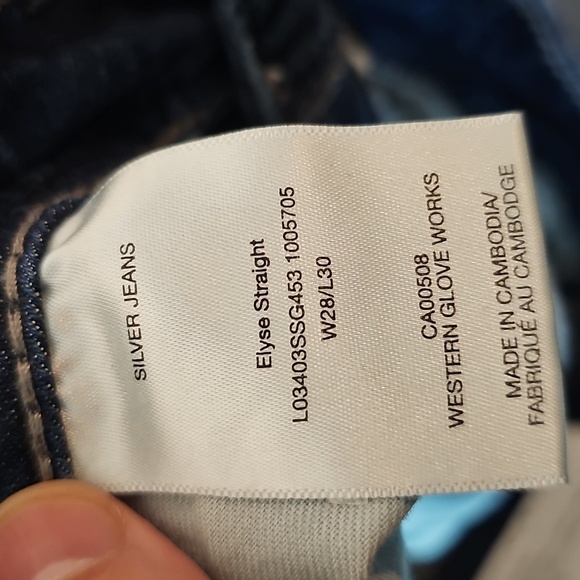 SILVER JEANS
Elyse Straight
L03403SSG453 1005705
W28/L30
CA00508
WESTERN GLOVE WORKS
MADE IN CAMBODIA/
FABRIQUÉ AU CAMBODGE